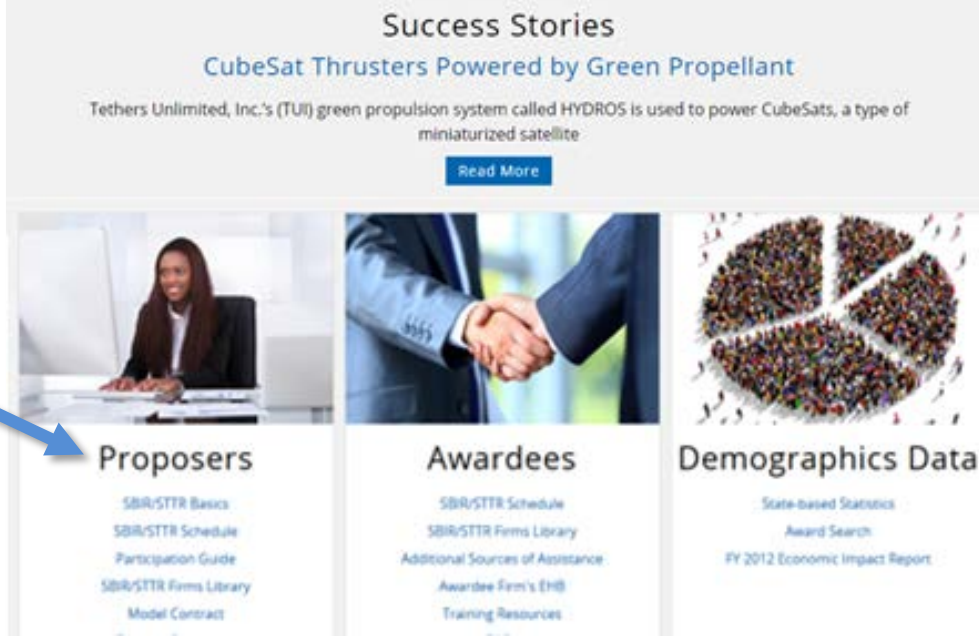 Success Stories
CubeSat Thrusters Powered by Green Propellant
Tethers Unlimited, Inc.'s (TUI) green propulsion system called HYDROS is used to power CubeSats, a type of
miniaturized satellite
Read More
Proposers
SBIR/STTR Basics
SBIR/STTR Schedule
Participation Guide
SBIR/STTR Firms Library
Model Contract
Awardees
SBIR/STTR Schedule
SBIR/STTR Firms Library
Additional Sources of Assistance
Awardee Firm's EHB
Training Resources
Demographics Data
State-based Statistics
Award Search
FY 2012 Economic Impact Report